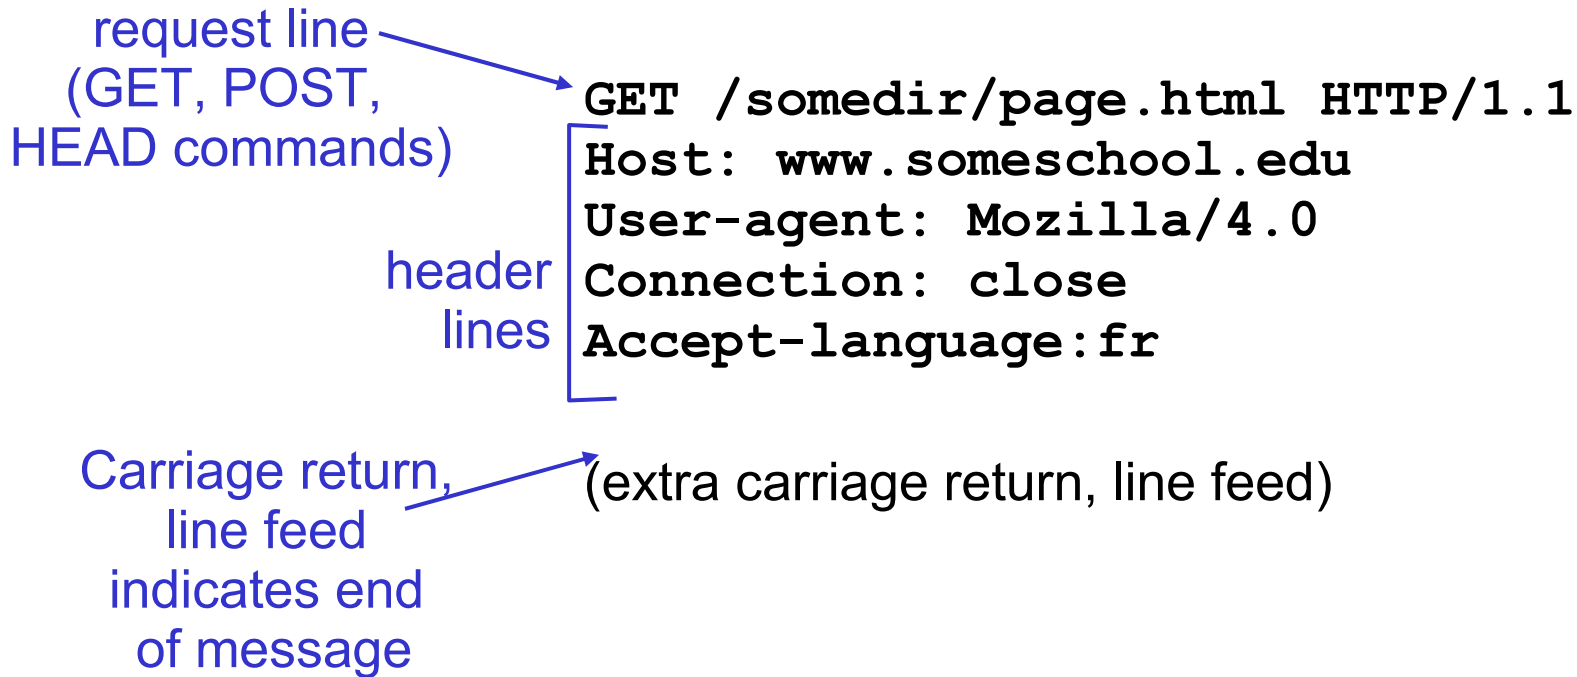 request line
(GET, POST,
HEAD commands)
GET /somedir/page.html HTTP/1.1
Host: www.someschool.edu
User-agent: Mozilla/4.0
Connection: close
Accept-language:fr
header
lines
Carriage return,
line feed
indicates end
of message
(extra carriage return, line feed)